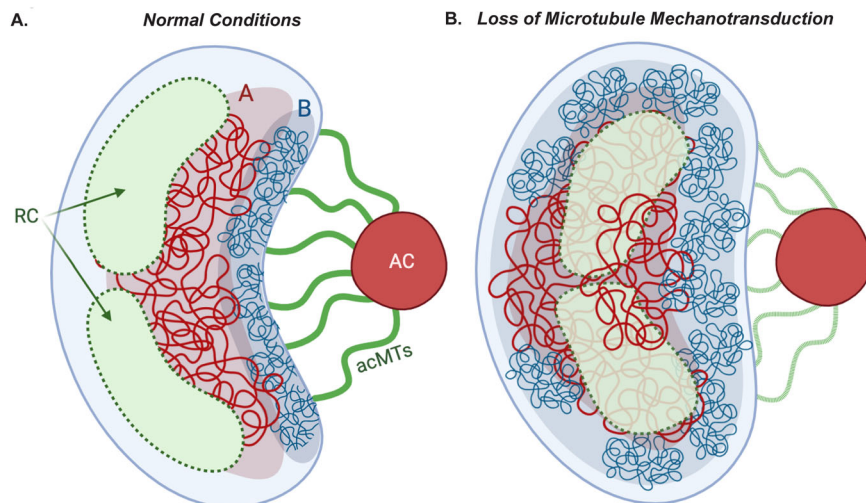 A. Normal Conditions
B. Loss of Microtubule Mechanotransduction
A
B
RC
AC
acMTs